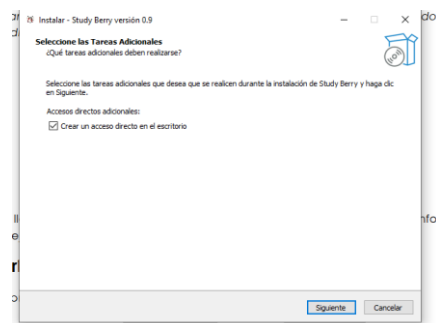 Instalar - Study Berry versión 0.9
Seleccione las Tareas Adicionales
¿Qué tareas adicionales deben realizarse?
Seleccione las tareas adicionales que desea que se realicen durante la instalación de Study Berry y haga clic
en Siguiente.
Accesos directos adicionales:
Crear un acceso directo en el escritorio
Siguiente Cancelar